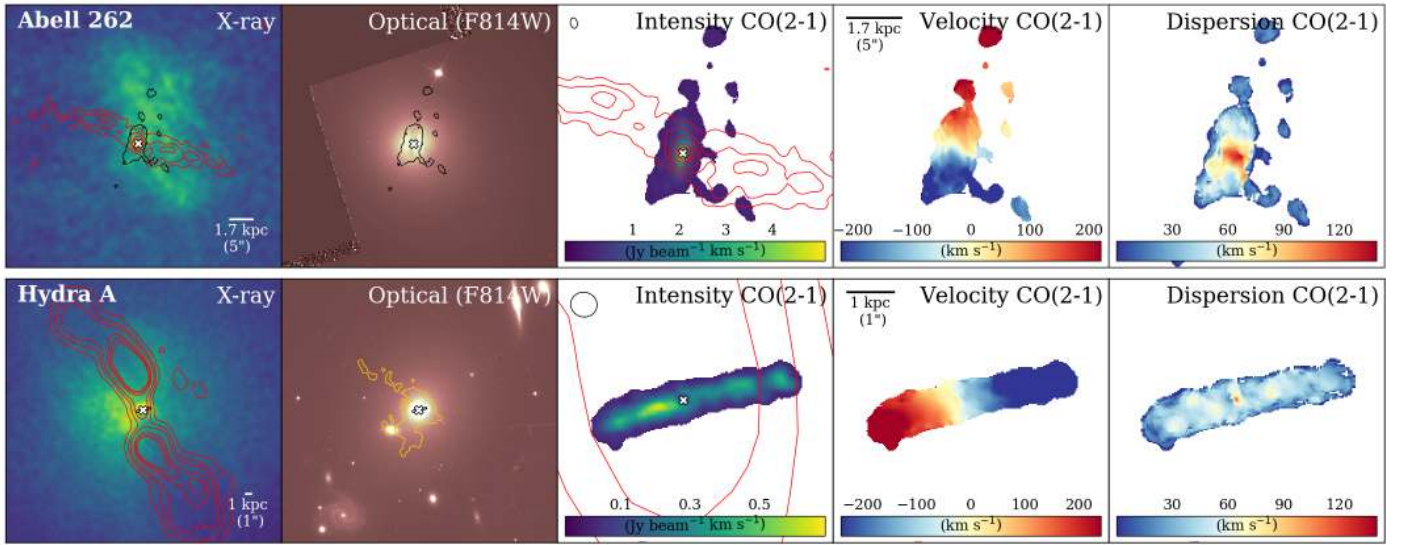 Abell 262
X-ray
1.7 kpc
(5")
Optical (F814W)
Intensity CO(2-1)
1 2 3 4
(Jy beam⁻¹ km s⁻¹)
1.7 kpc
(5")
Velocity CO(2-1)
−200 −100 0 100 200
(km s⁻¹)
Dispersion CO(2-1)
30 60 90 120
(km s⁻¹)
Hydra A
X-ray
1 kpc
(1")
Optical (F814W)
Intensity CO(2-1)
0.1 0.3 0.5
(Jy beam⁻¹ km s⁻¹)
1 kpc
(1")
Velocity CO(2-1)
−200 −100 0 100 200
(km s⁻¹)
Dispersion CO(2-1)
30 60 90 120
(km s⁻¹)